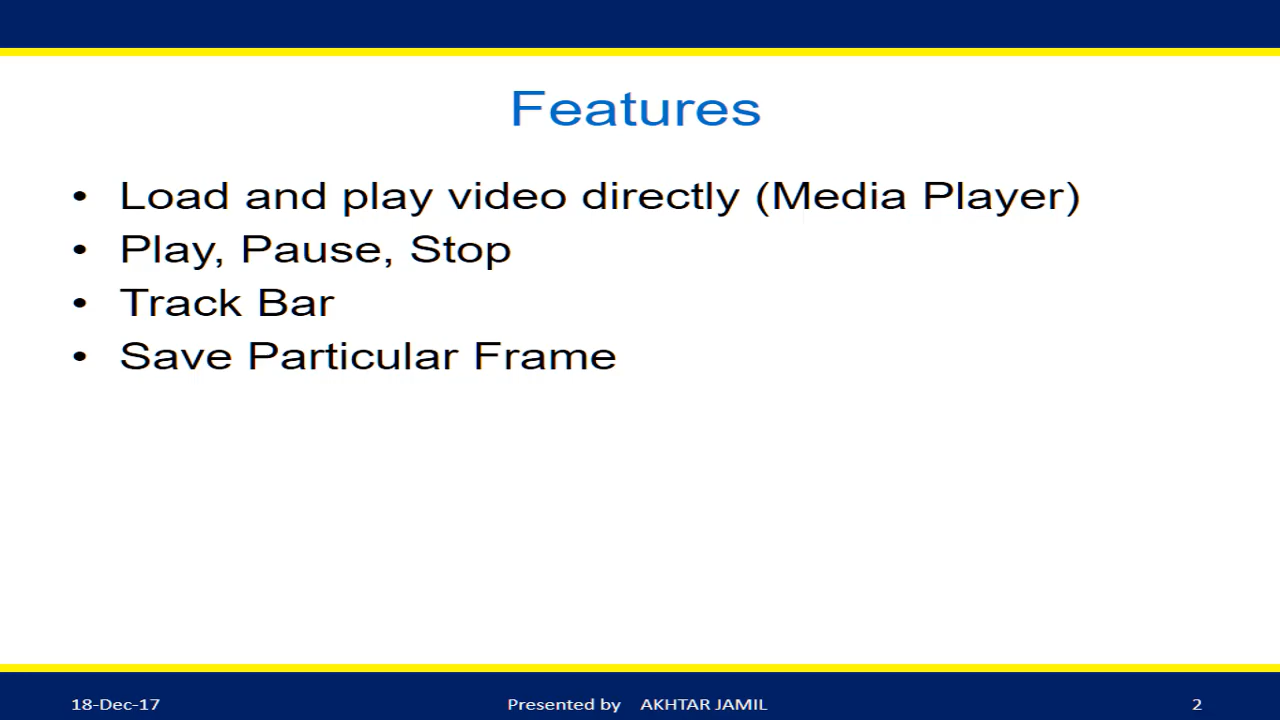 Features
• Load and play video directly (Media Player)
• Play, Pause, Stop
• Track Bar
• Save Particular Frame
18-Dec-17 Presented by AKHTAR JAMIL 2